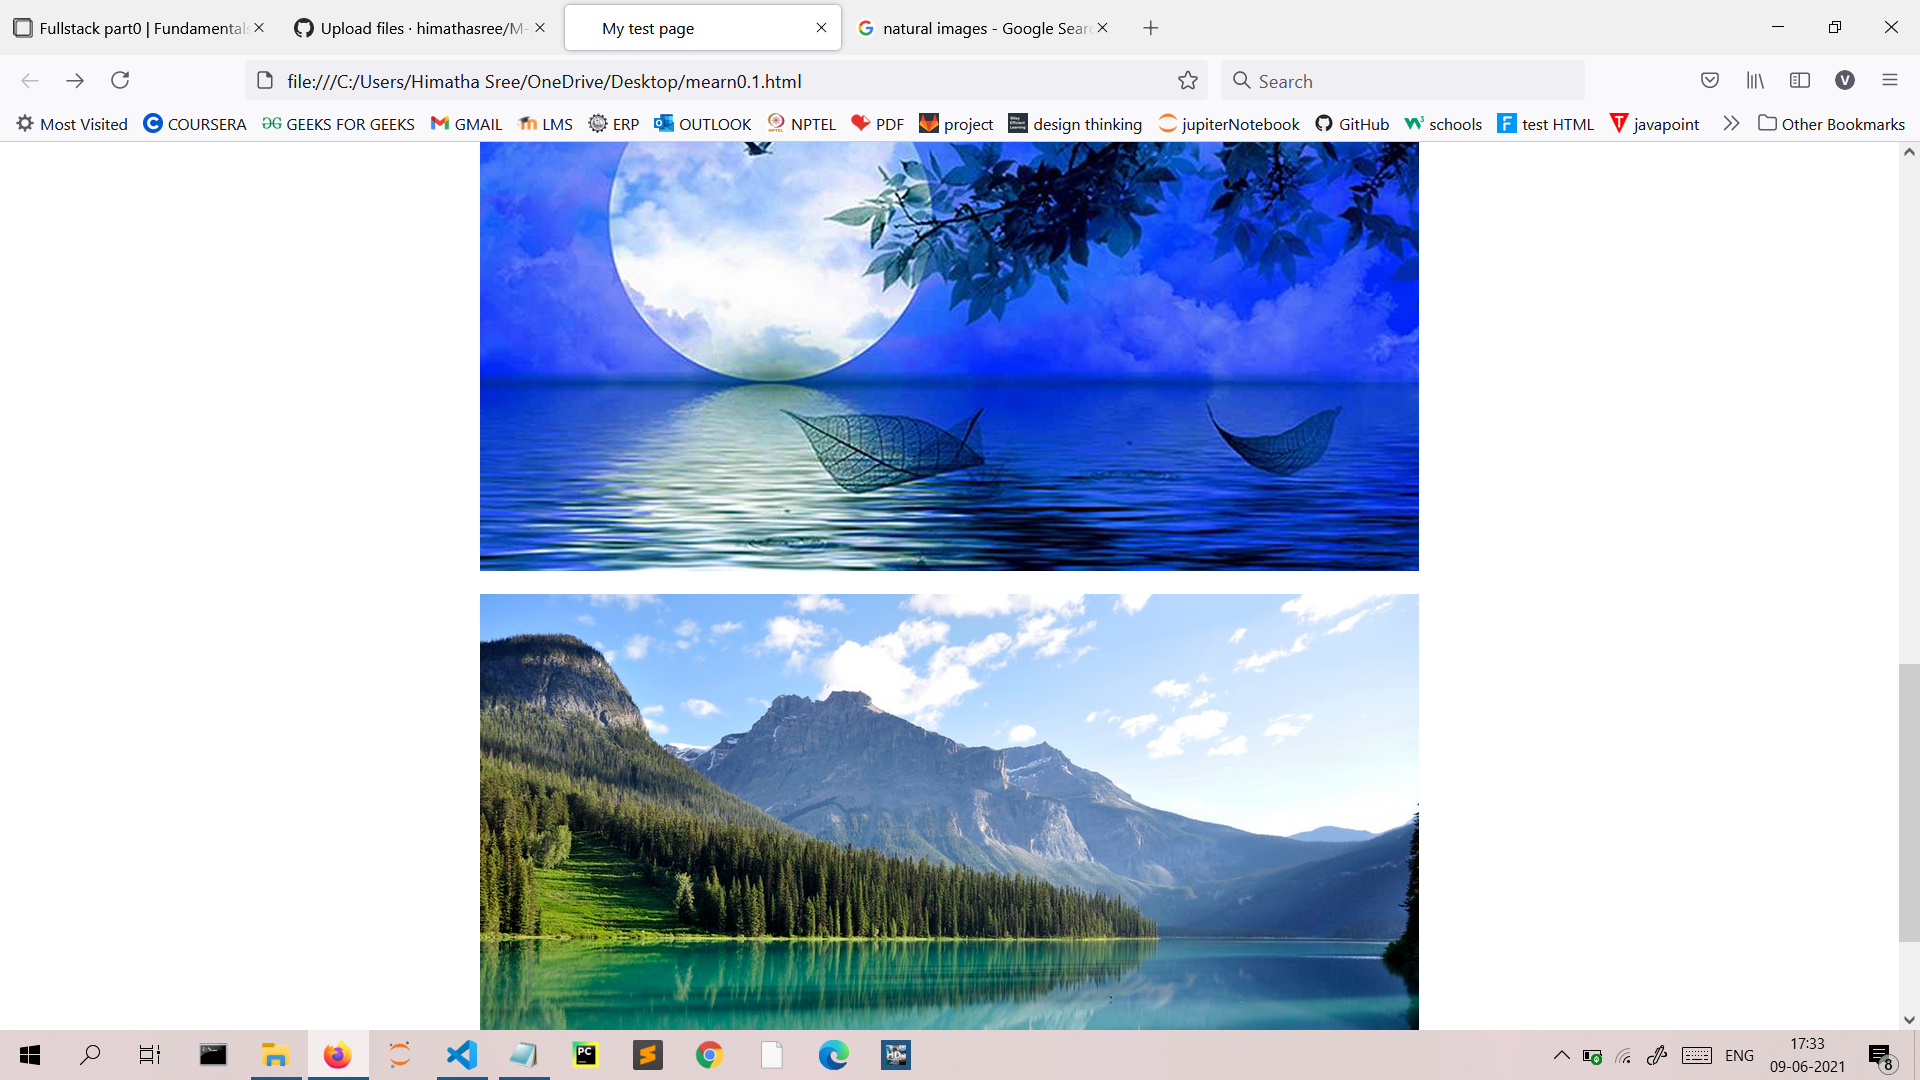 Fullstack part0 | Fundamentals
Upload files · himathasree/M-
My test page
natural images - Google Sear
file:///C:/Users/Himatha Sree/OneDrive/Desktop/mearn0.1.html
Search
V
Most Visited
COURSERA
GEEKS FOR GEEKS
GMAIL
LMS
ERP
OUTLOOK
NPTEL
PDF
project
design thinking
jupiterNotebook
GitHub
schools
test HTML
javapoint
Other Bookmarks
PC
HD
ENG
17:33
09-06-2021
8